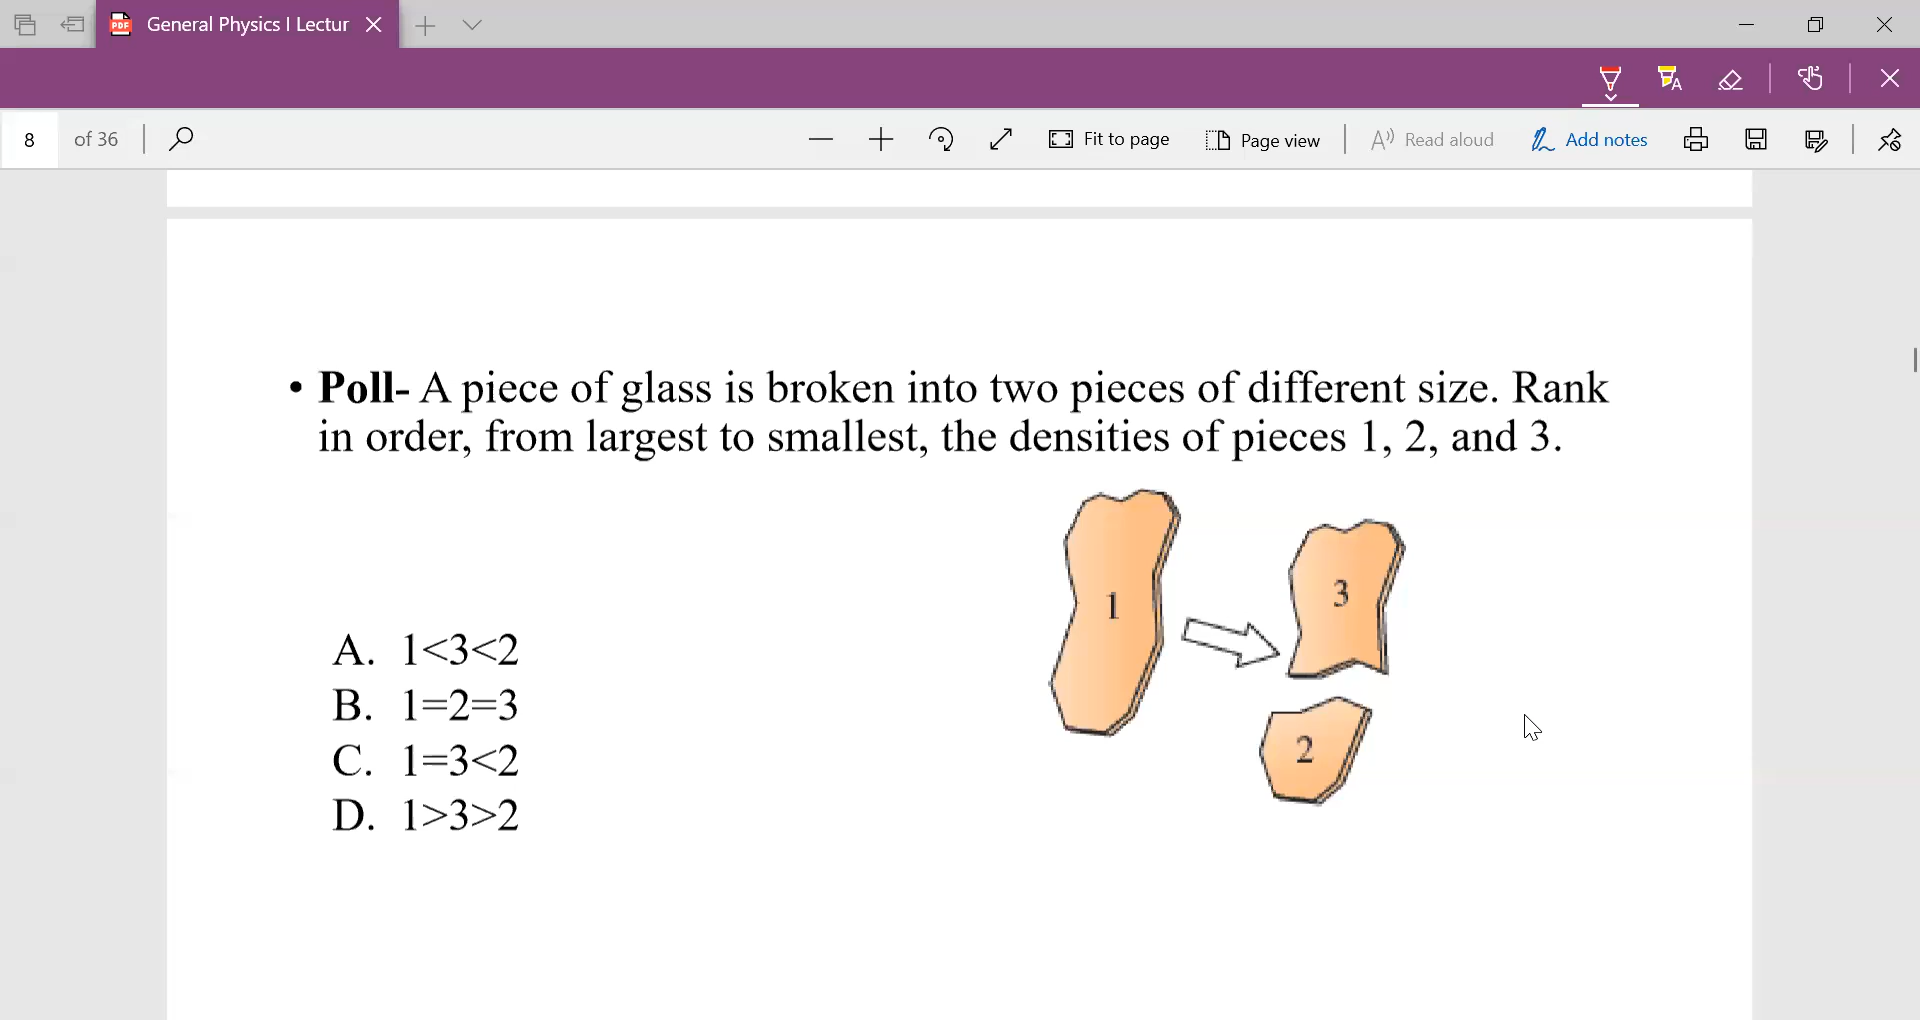 General Physics I Lectur
8 of 36
Fit to page
Page view
Read aloud
Add notes
• Poll- A piece of glass is broken into two pieces of different size. Rank
in order, from largest to smallest, the densities of pieces 1, 2, and 3.
1
3
2
A. 1<3<2
B. 1=2=3
C. 1=3<2
D. 1>3>2